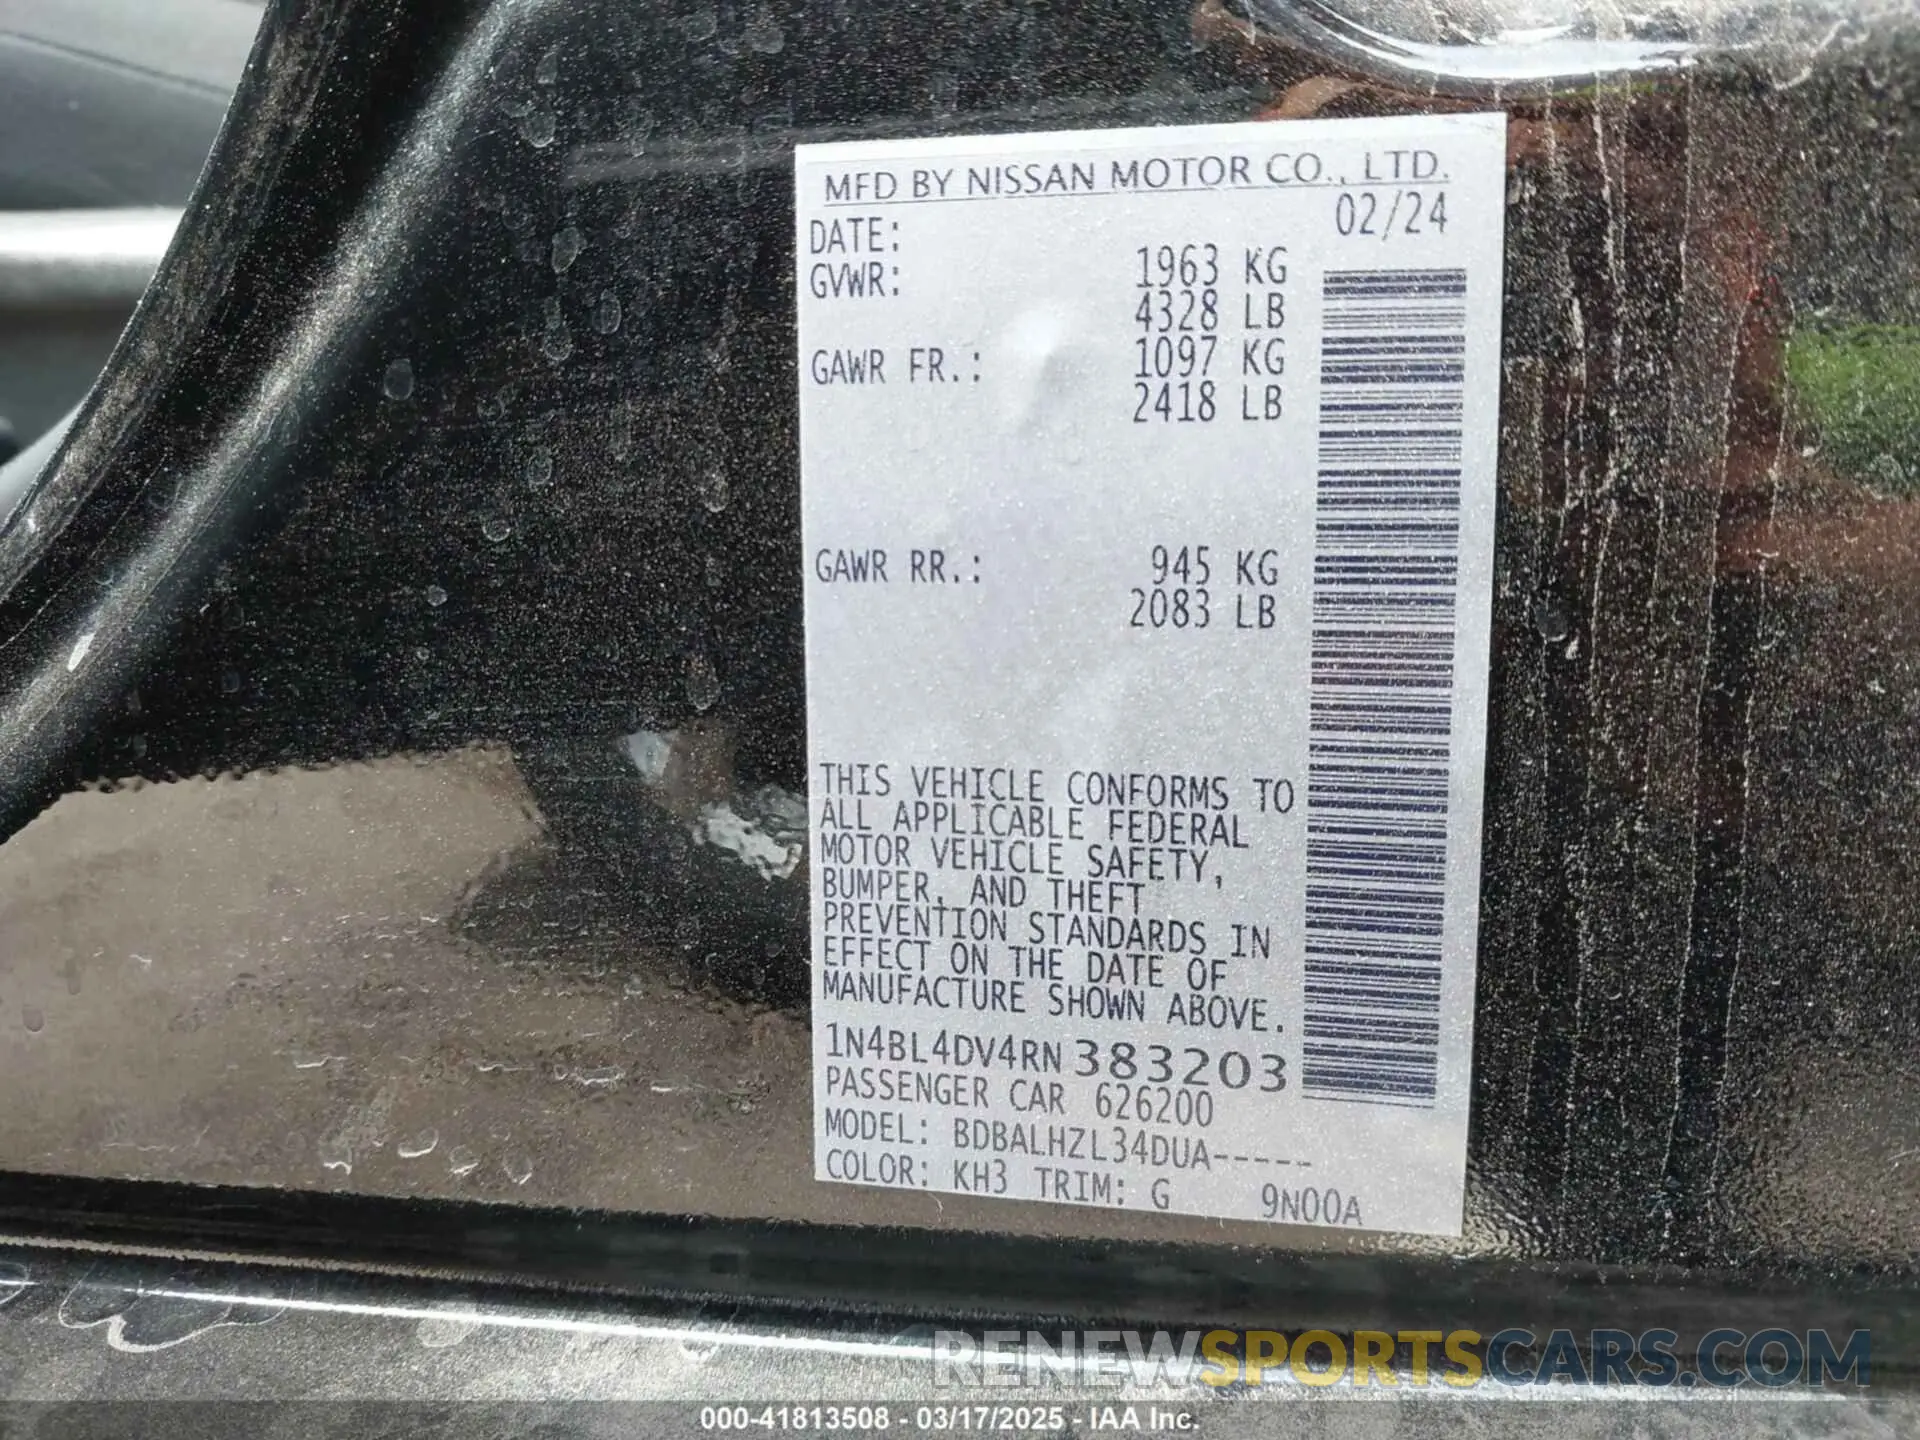 MFD BY NISSAN MOTOR CO., LTD.
DATE: 02/24
GVWR: 1963 KG
4328 LB
GAWR FR.: 1097 KG
2418 LB
GAWR RR.: 945 KG
2083 LB
THIS VEHICLE CONFORMS TO
ALL APPLICABLE FEDERAL
MOTOR VEHICLE SAFETY,
BUMPER, AND THEFT
PREVENTION STANDARDS IN
EFFECT ON THE DATE OF
MANUFACTURE SHOWN ABOVE.
1N4BL4DV4RN383203
PASSENGER CAR 626200
MODEL: BDBALHZL34DUA-----
COLOR: KH3 TRIM: G 9N00A
RENEWSPORTSCARS.COM
000-41813508 - 03/17/2025 - IAA Inc.